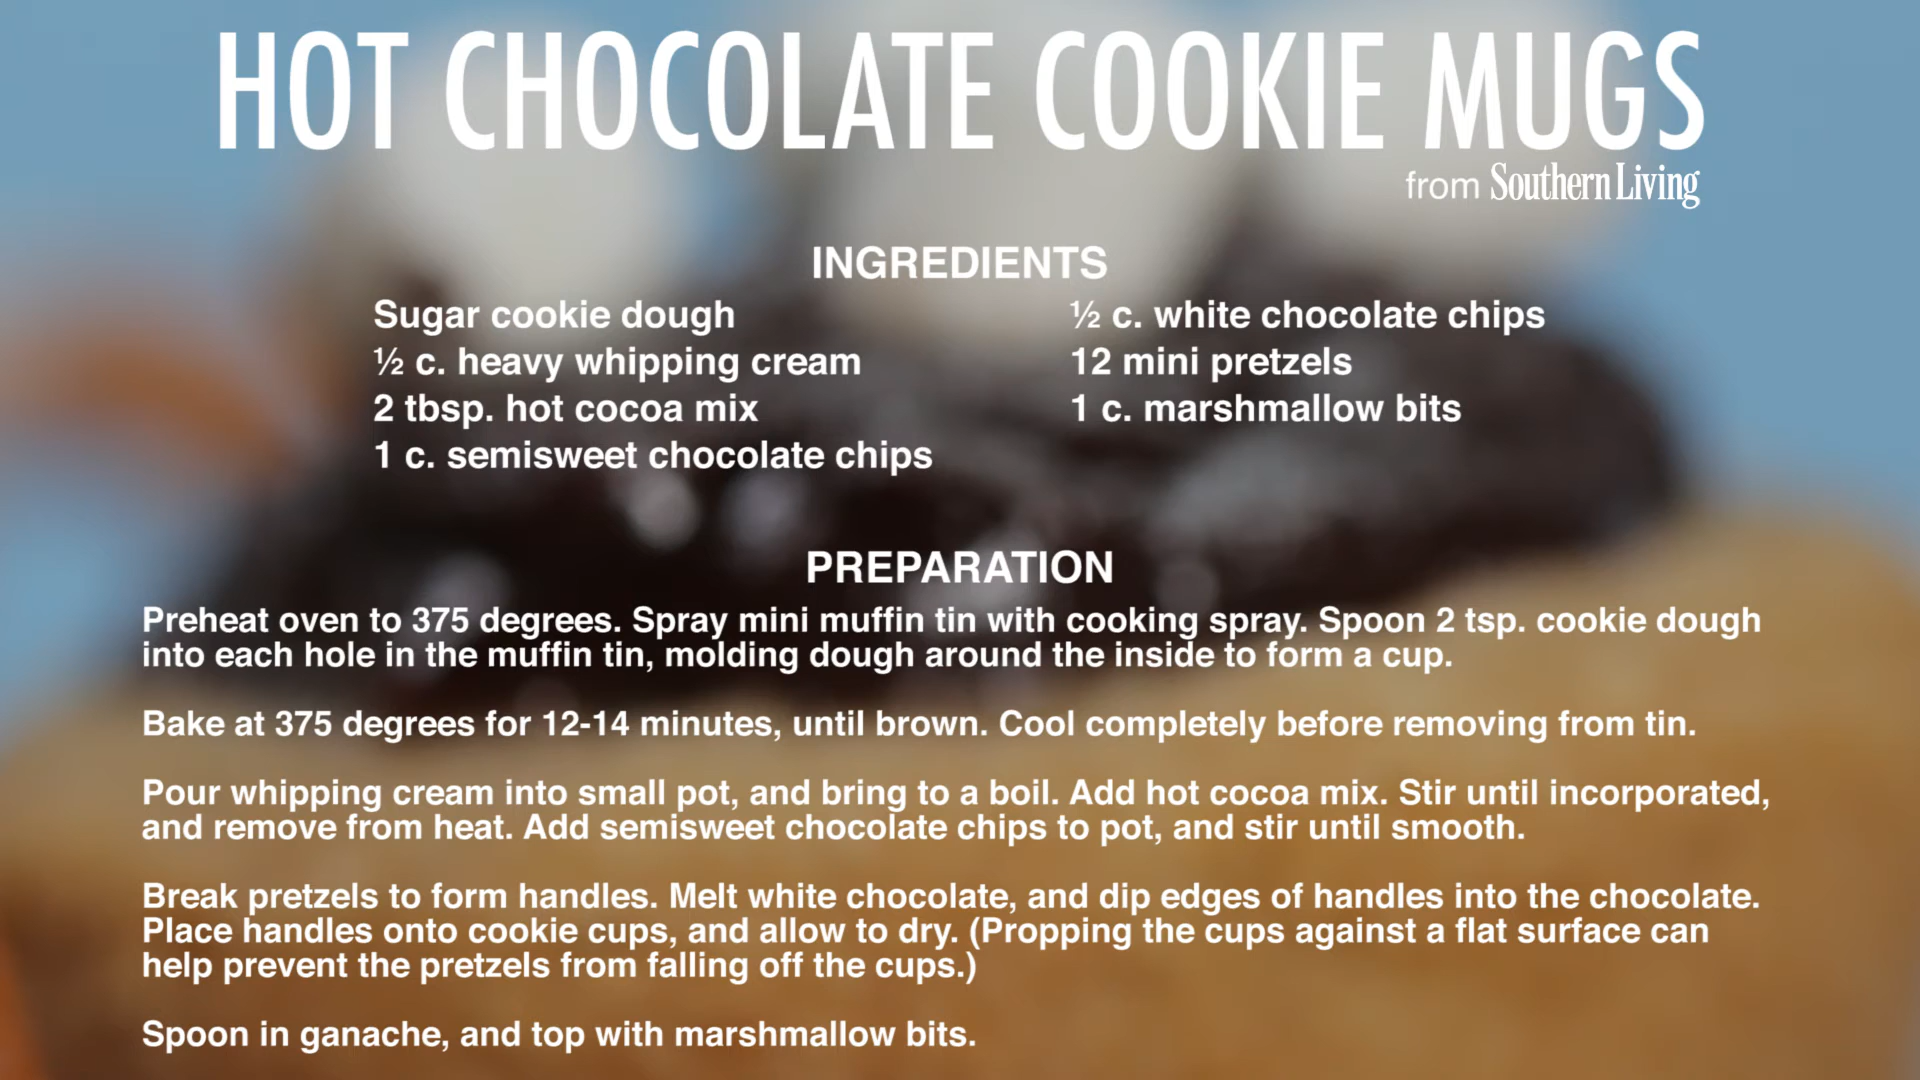 HOT CHOCOLATE COOKIE MUGS
from Southern Living
INGREDIENTS
Sugar cookie dough
½ c. heavy whipping cream
2 tbsp. hot cocoa mix
1 c. semisweet chocolate chips
½ c. white chocolate chips
12 mini pretzels
1 c. marshmallow bits
PREPARATION
Preheat oven to 375 degrees. Spray mini muffin tin with cooking spray. Spoon 2 tsp. cookie dough
into each hole in the muffin tin, molding dough around the inside to form a cup.
Bake at 375 degrees for 12-14 minutes, until brown. Cool completely before removing from tin.
Pour whipping cream into small pot, and bring to a boil. Add hot cocoa mix. Stir until incorporated,
and remove from heat. Add semisweet chocolate chips to pot, and stir until smooth.
Break pretzels to form handles. Melt white chocolate, and dip edges of handles into the chocolate.
Place handles onto cookie cups, and allow to dry. (Propping the cups against a flat surface can
help prevent the pretzels from falling off the cups.)
Spoon in ganache, and top with marshmallow bits.